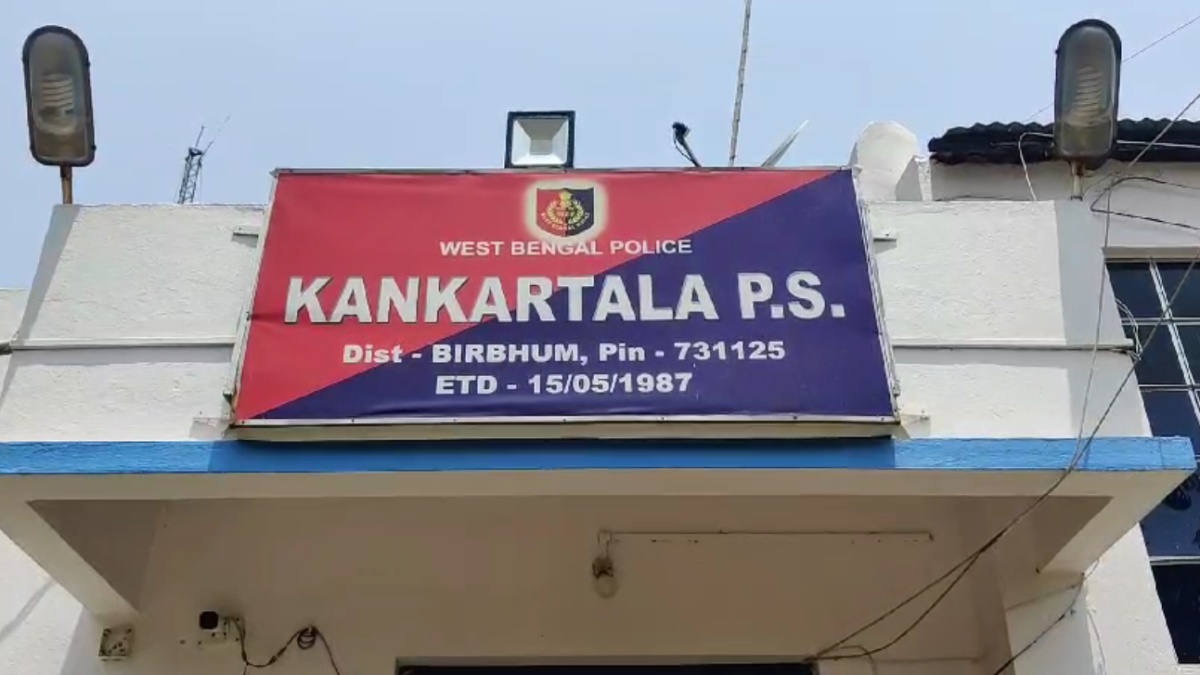 WEST BENGAL POLICE
KANKARTALA P.S.
Dist - BIRBHUM, Pin - 731125
ETD - 15/05/1987